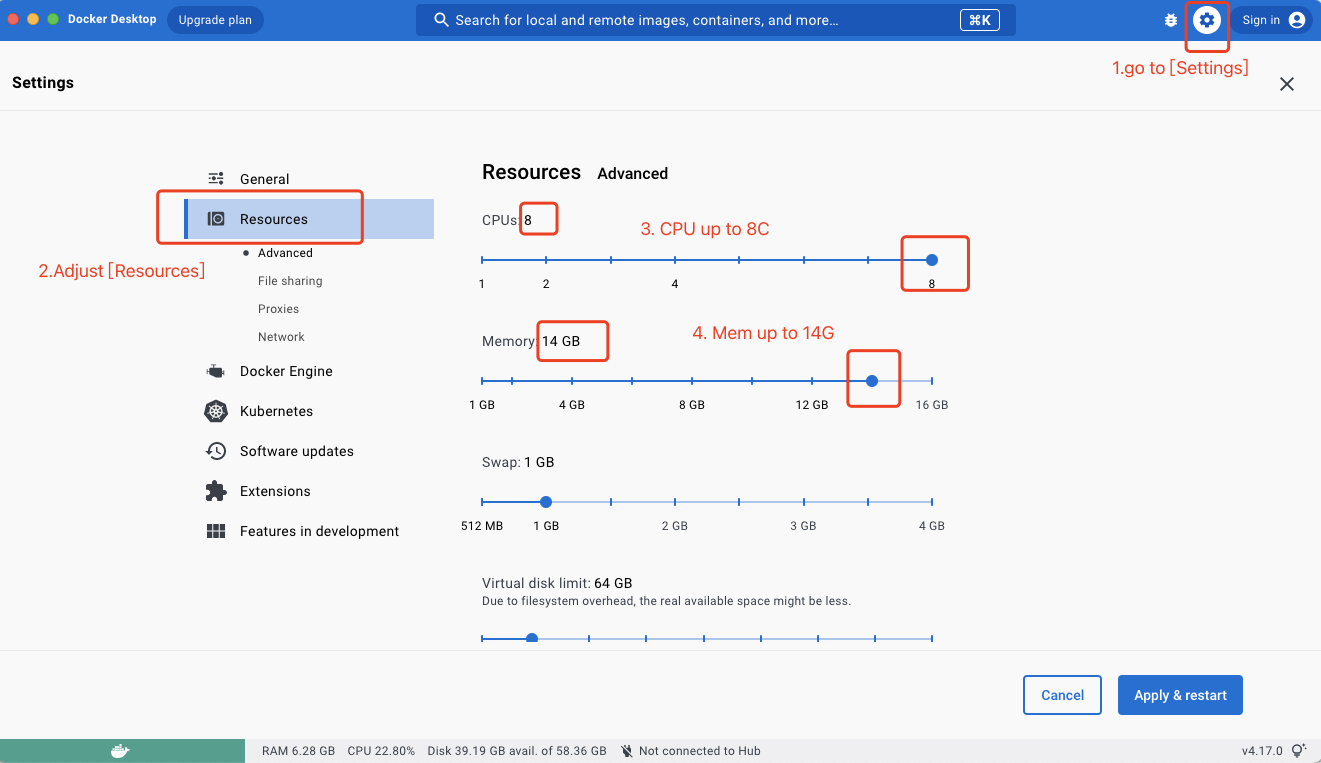 Docker Desktop Upgrade plan Search for local and remote images, containers, and more… ⌘K Sign in
1.go to [Settings]
Settings
General
Resources
Advanced
File sharing
Proxies
Network
2.Adjust [Resources]
Docker Engine
Kubernetes
Software updates
Extensions
Features in development
Resources Advanced
CPUs: 8
3. CPU up to 8C
1 2 4 8
Memory: 14 GB
4. Mem up to 14G
1 GB 4 GB 8 GB 12 GB 16 GB
Swap: 1 GB
512 MB 1 GB 2 GB 3 GB 4 GB
Virtual disk limit: 64 GB
Due to filesystem overhead, the real available space might be less.
Cancel Apply & restart
RAM 6.28 GB CPU 22.80% Disk 39.19 GB avail. of 58.36 GB Not connected to Hub v4.17.0